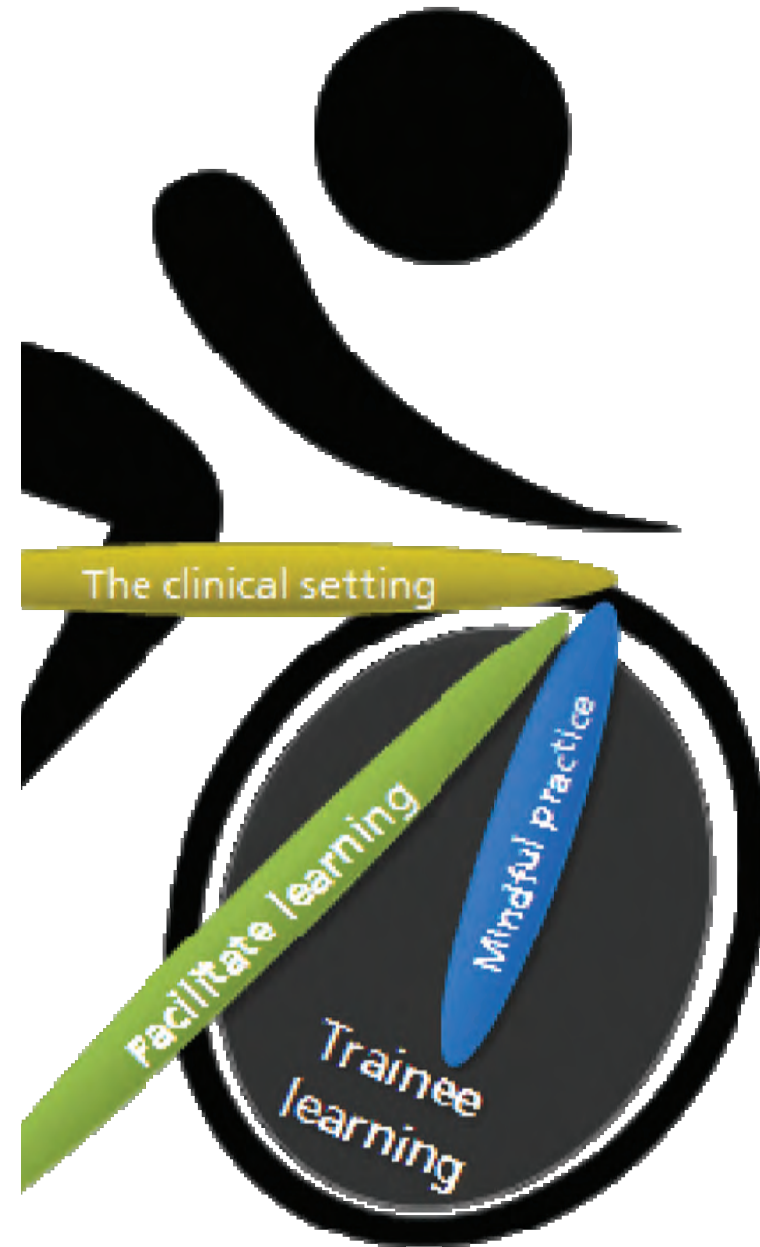 The clinical setting
Facilitate learning
Mindful practice
Trainee
learning